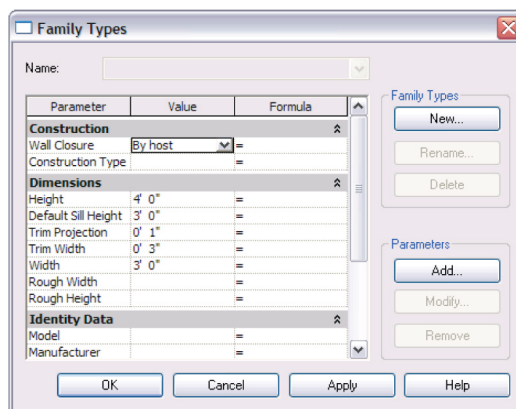 Family Types
Name:
Parameter Value Formula
Construction
Wall Closure By host =
Construction Type =
Dimensions
Height 4' 0" =
Default Sill Height 3' 0" =
Trim Projection 0' 1" =
Trim Width 0' 3" =
Width 3' 0" =
Rough Width =
Rough Height =
Identity Data
Model =
Manufacturer =
Family Types
New...
Rename...
Delete
Parameters
Add...
Modify...
Remove
OK Cancel Apply Help